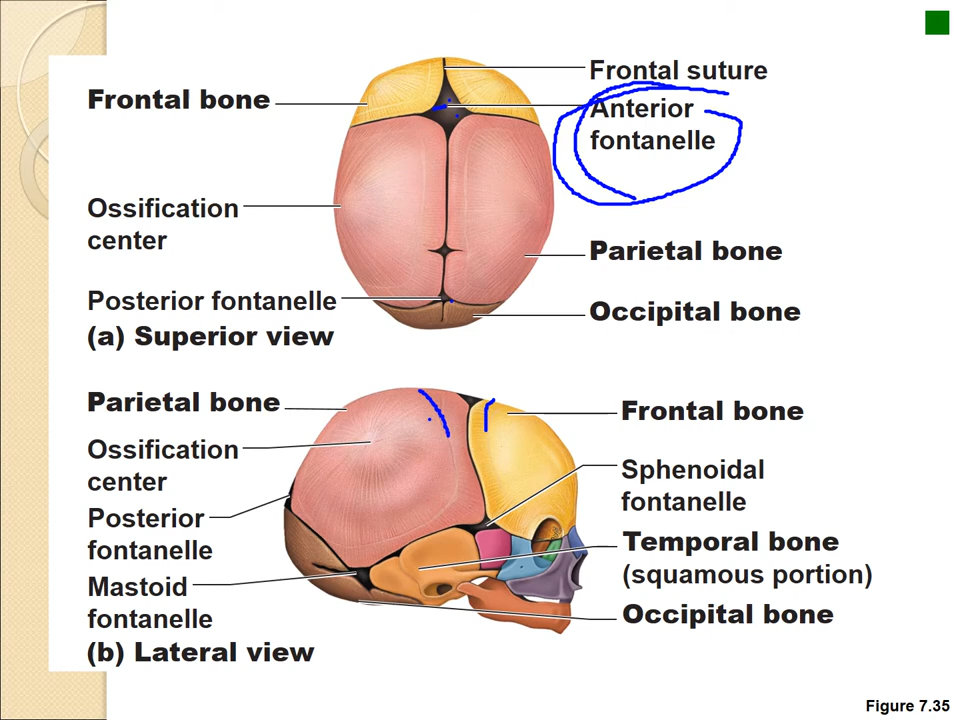 Frontal suture
Frontal bone
Anterior
fontanelle
Ossification
center
Parietal bone
Posterior fontanelle
Occipital bone
(a) Superior view
Parietal bone
Frontal bone
Ossification
center
Sphenoidal
fontanelle
Posterior
fontanelle
Temporal bone
(squamous portion)
Mastoid
fontanelle
Occipital bone
(b) Lateral view
Figure 7.35